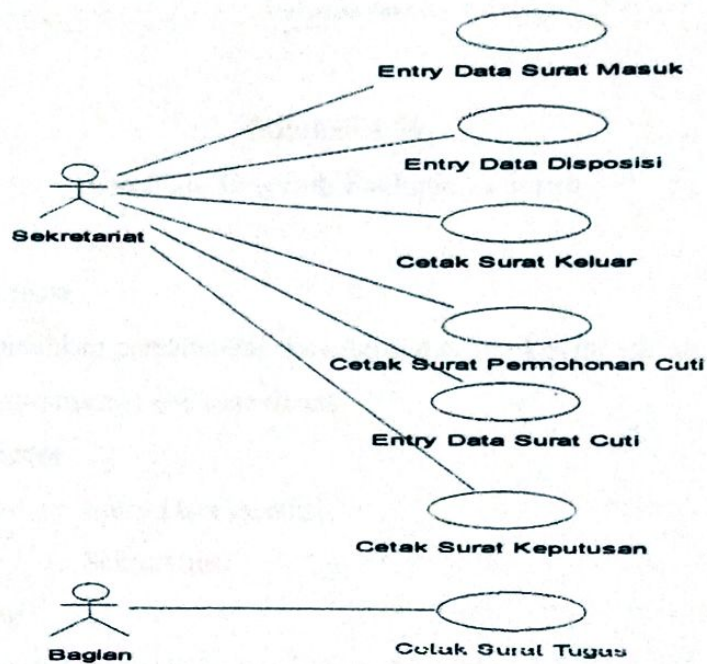 Entry Data Surat Masuk
Entry Data Disposisi
Sekretariat
Cetak Surat Keluar
Cetak Surat Permohonan Cuti
Entry Data Surat Cuti
Cetak Surat Keputusan
Bagian
Cetak Surat Tugas